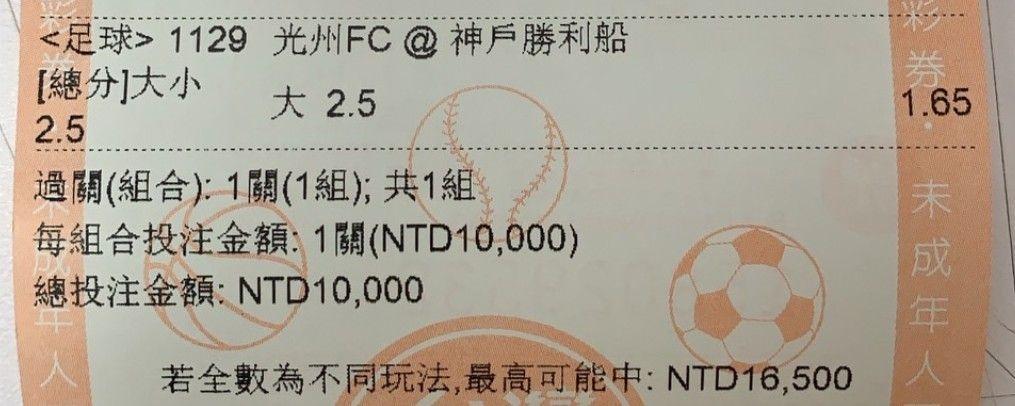 <足球> 1129 光州FC @ 神戶勝利船
[總分]大小
2.5
大 2.5
1.65
過關(組合): 1關(1組); 共1組
每組合投注金額: 1關(NTD10,000)
總投注金額: NTD10,000
若全數為不同玩法,最高可能中: NTD16,500
彩券・未成年人